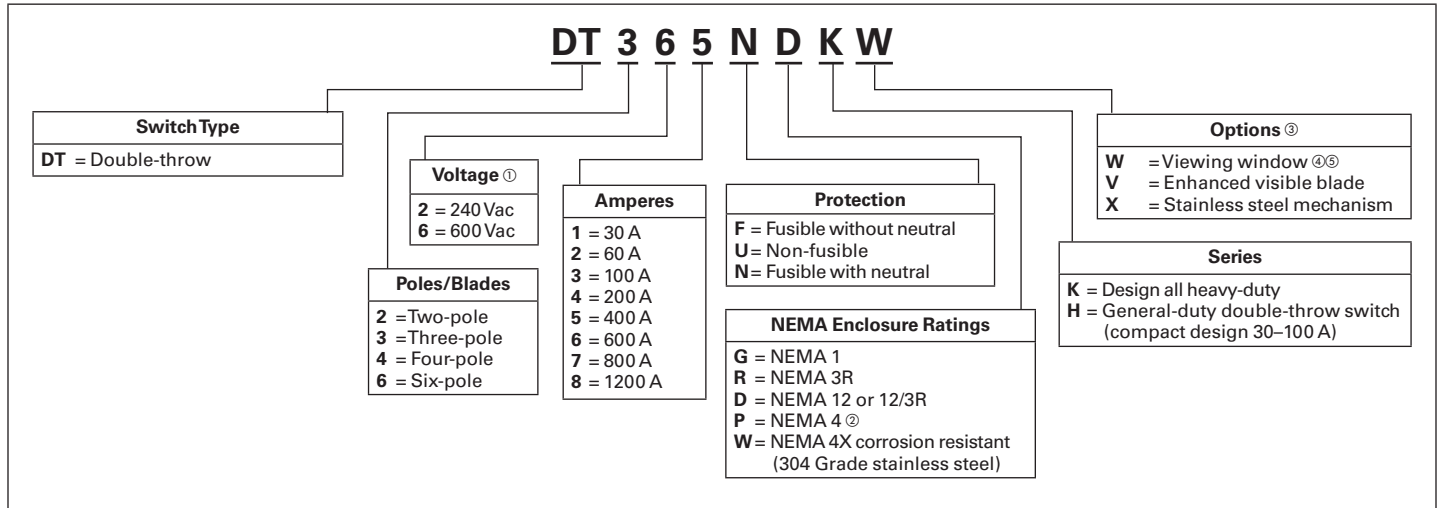 DT 3 6 5 N D K W
Switch Type
DT = Double-throw
Poles/Blades
2 = Two-pole
3 = Three-pole
4 = Four-pole
6 = Six-pole
Voltage ①
2 = 240 Vac
6 = 600 Vac
Amperes
1 = 30 A
2 = 60 A
3 = 100 A
4 = 200 A
5 = 400 A
6 = 600 A
7 = 800 A
8 = 1200 A
Protection
F = Fusible without neutral
U = Non-fusible
N = Fusible with neutral
NEMA Enclosure Ratings
G = NEMA 1
R = NEMA 3R
D = NEMA 12 or 12/3R
P = NEMA 4 ②
W = NEMA 4X corrosion resistant
(304 Grade stainless steel)
Series
K = Design all heavy-duty
H = General-duty double-throw switch
(compact design 30–100 A)
Options ③
W = Viewing window ④⑤
V = Enhanced visible blade
X = Stainless steel mechanism